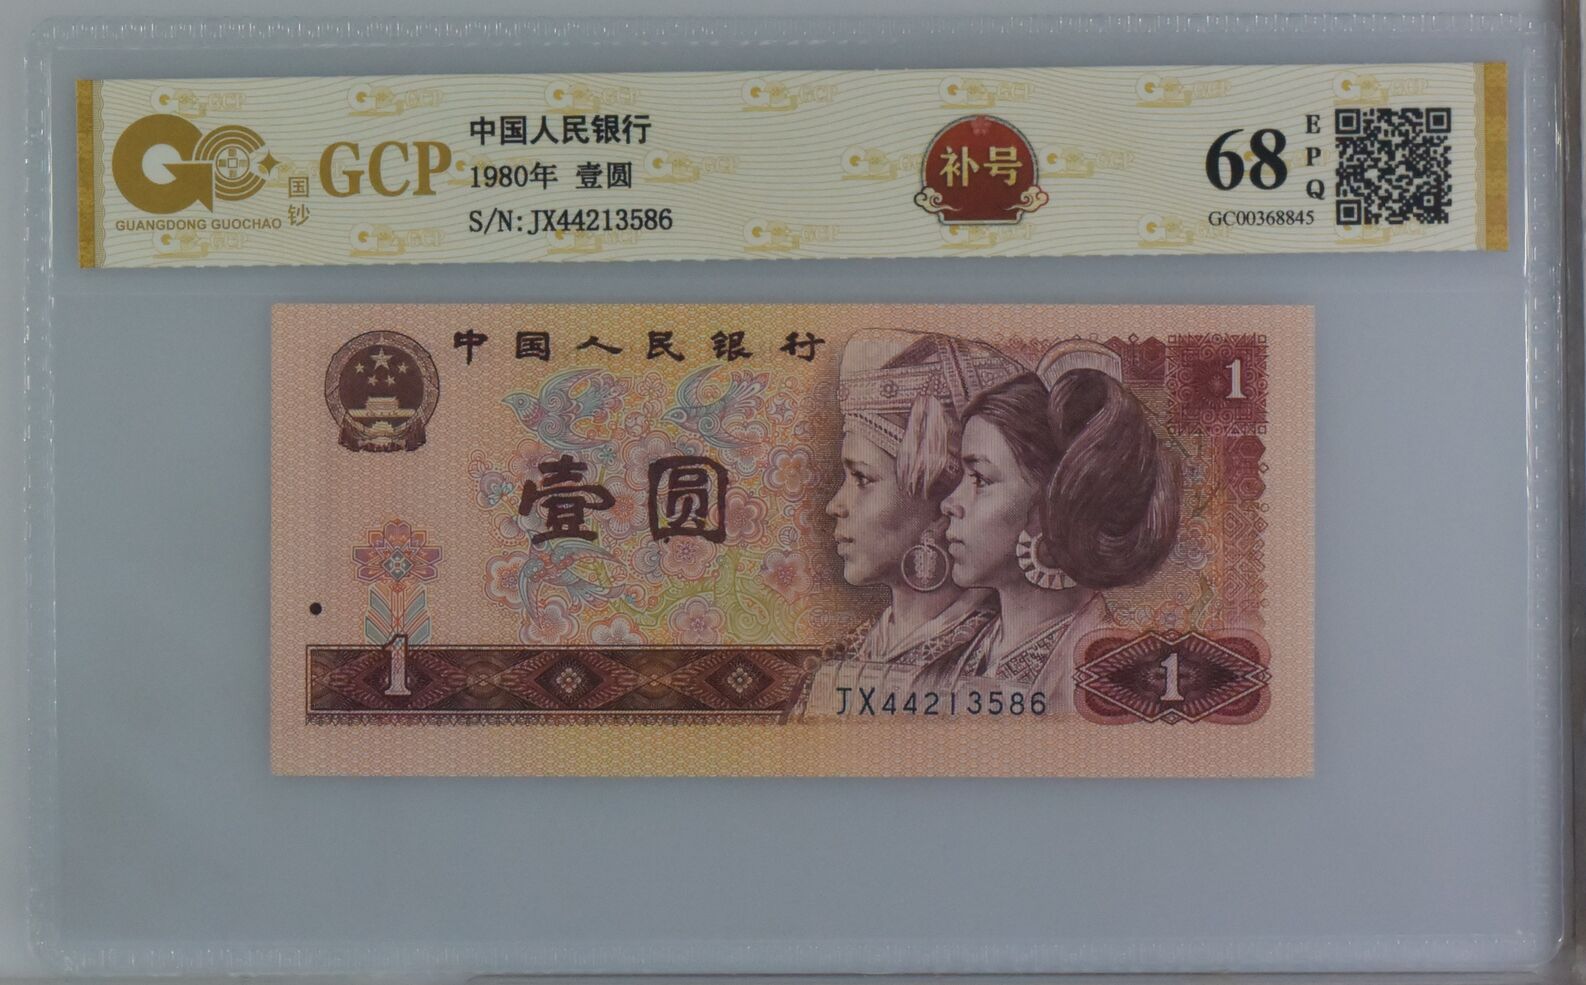 GCP
GUANGDONG GUOCHAO
国钞
中国人民银行
1980年 壹圆
S/N: JX44213586
补号
68
EPQ
GC00368845
中国人民银行
1
壹圆
1
JX44213586
1